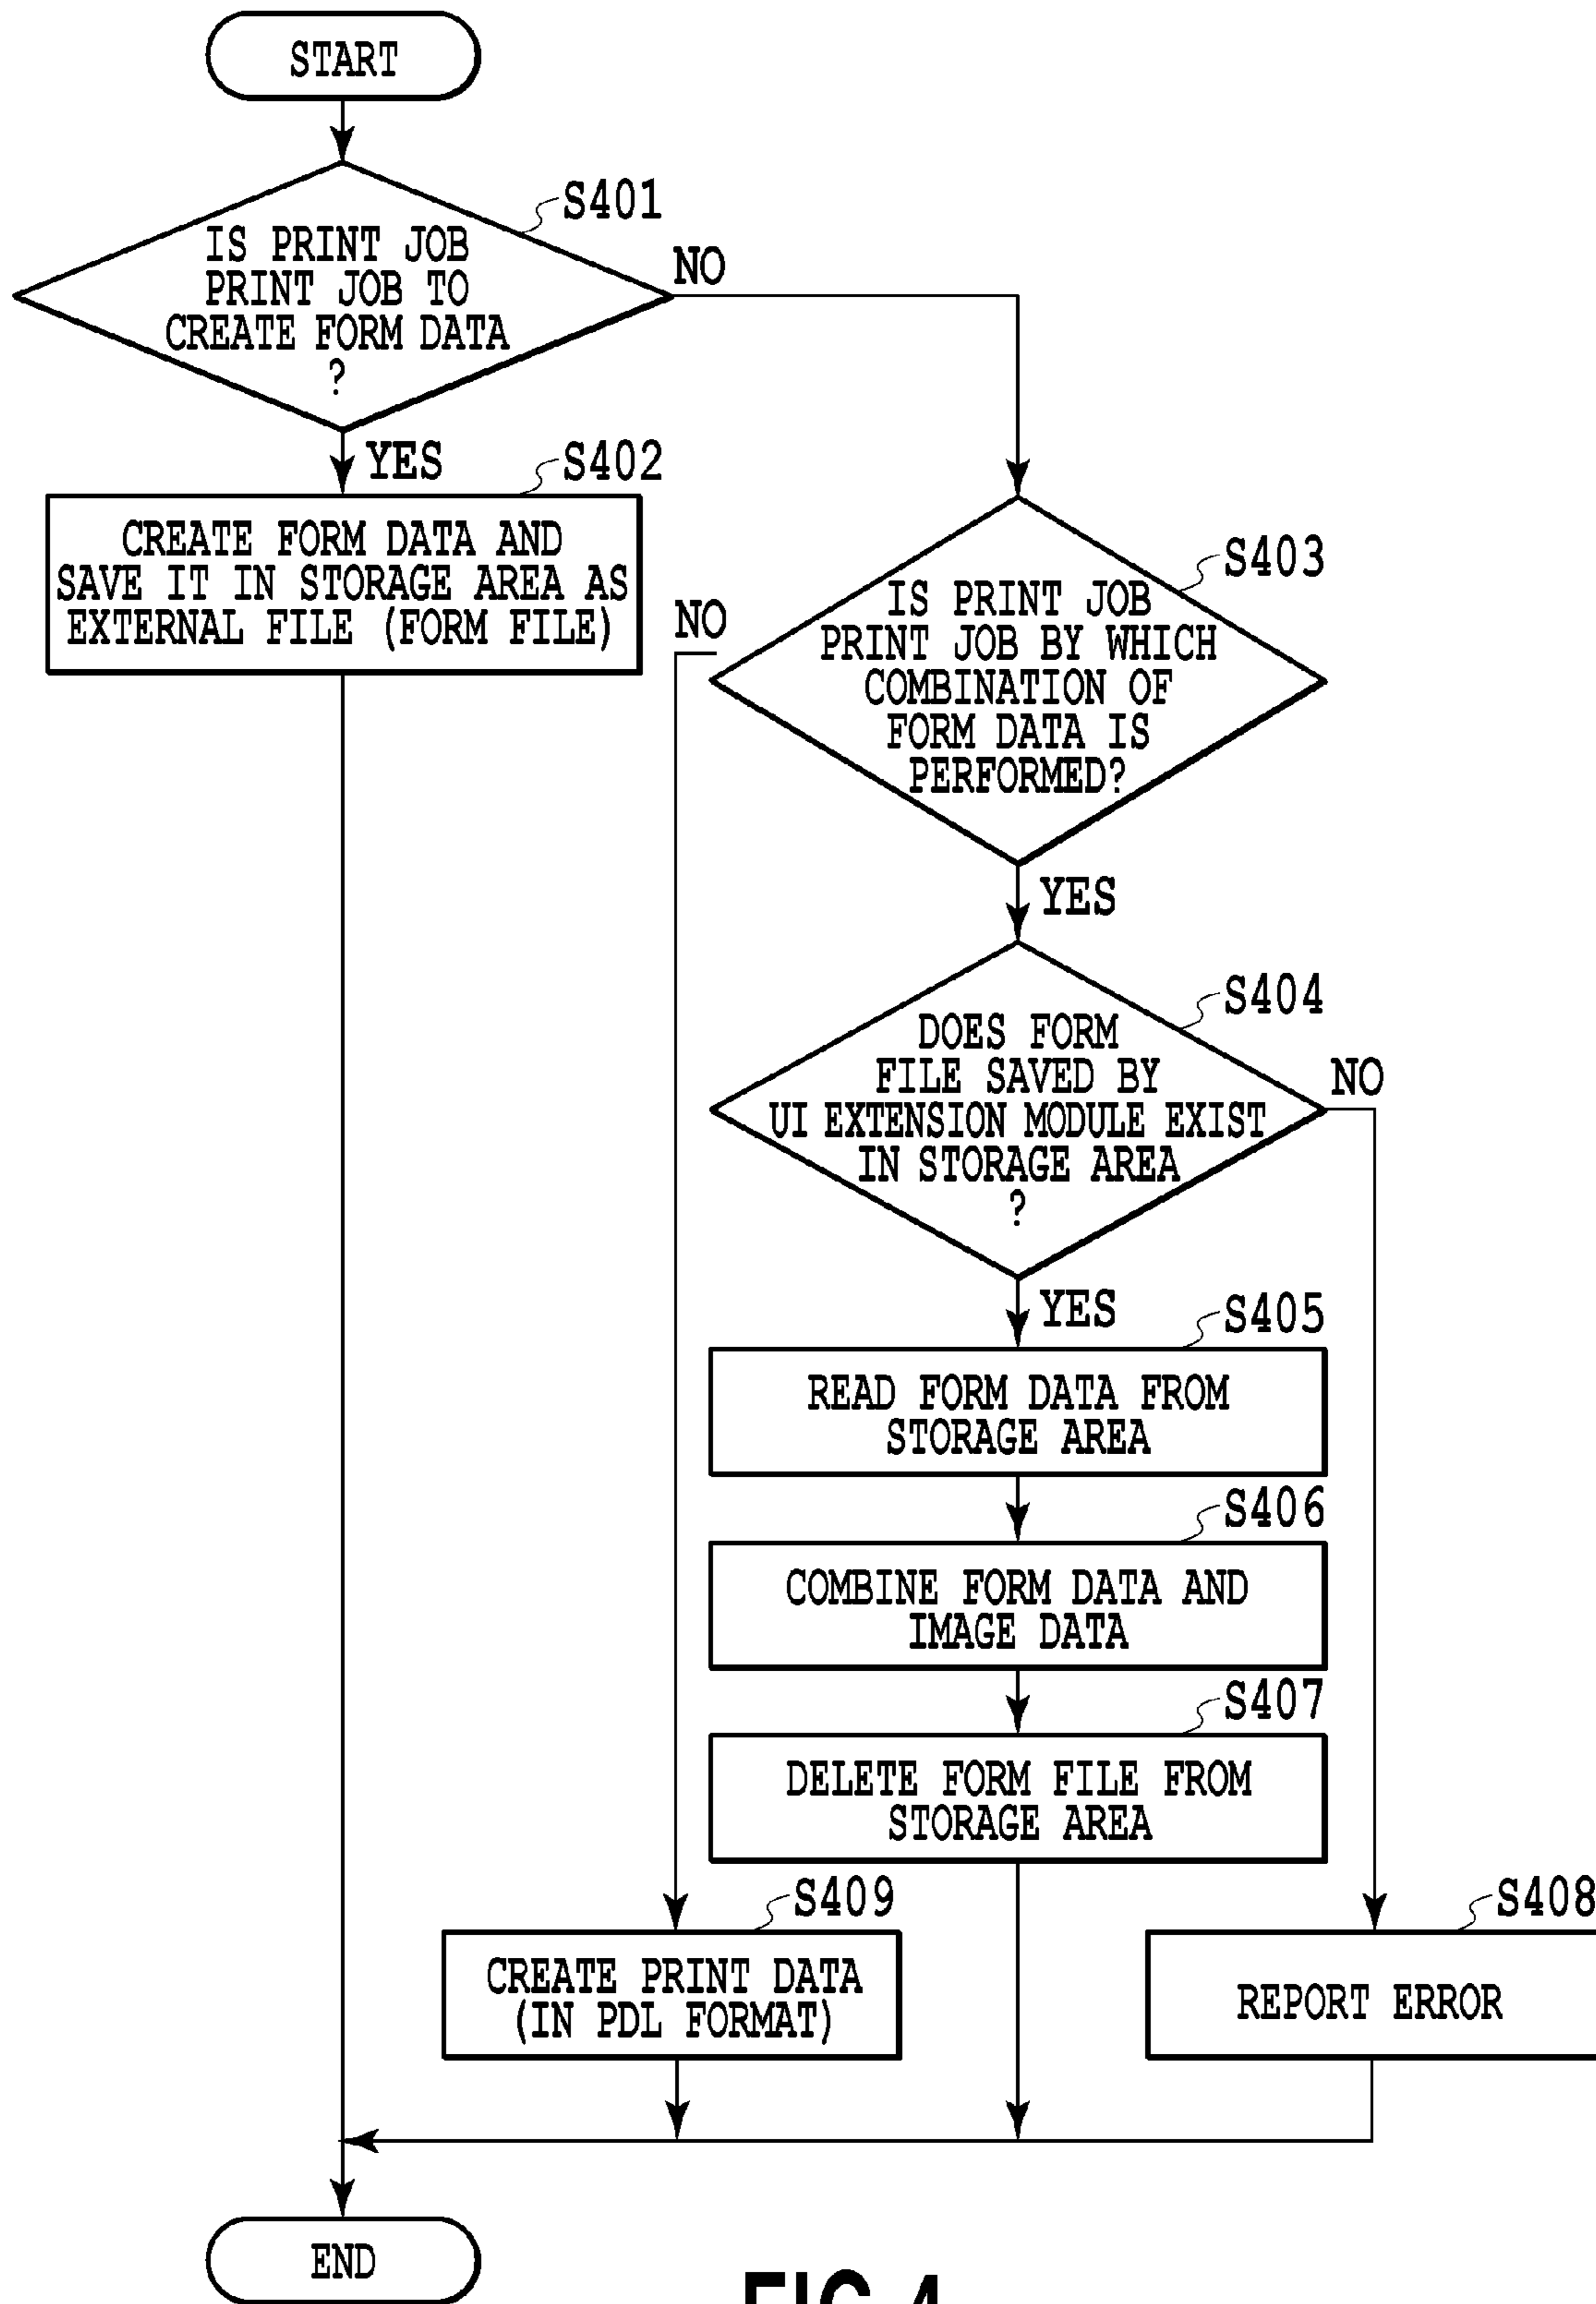 START
S401
IS PRINT JOB
PRINT JOB TO
CREATE FORM DATA
?
NO
YES
S402
CREATE FORM DATA AND
SAVE IT IN STORAGE AREA AS
EXTERNAL FILE (FORM FILE)
S403
IS PRINT JOB
PRINT JOB BY WHICH
COMBINATION OF
FORM DATA IS
PERFORMED?
NO
YES
S404
DOES FORM
FILE SAVED BY
UI EXTENSION MODULE EXIST
IN STORAGE AREA
?
NO
YES
S405
READ FORM DATA FROM
STORAGE AREA
S406
COMBINE FORM DATA AND
IMAGE DATA
S407
DELETE FORM FILE FROM
STORAGE AREA
S409
CREATE PRINT DATA
(IN PDL FORMAT)
S408
REPORT ERROR
END
FIG.4